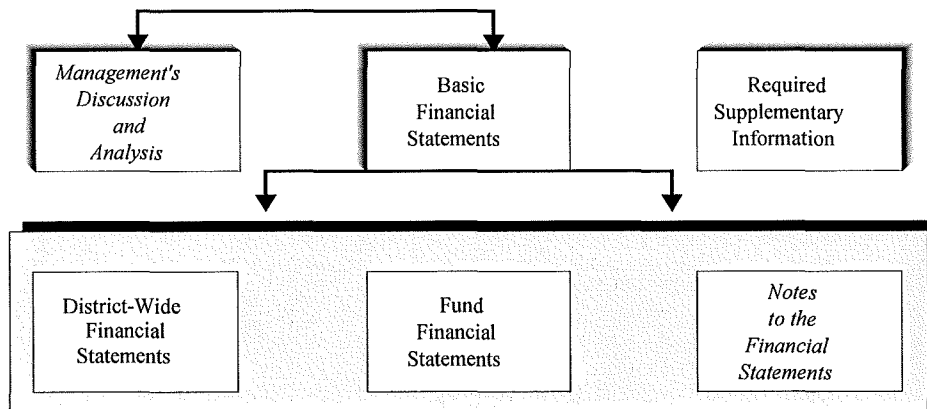 Management's
Discussion
and
Analysis
Basic
Financial
Statements
Required
Supplementary
Information
District-Wide
Financial
Statements
Fund
Financial
Statements
Notes
to the
Financial
Statements